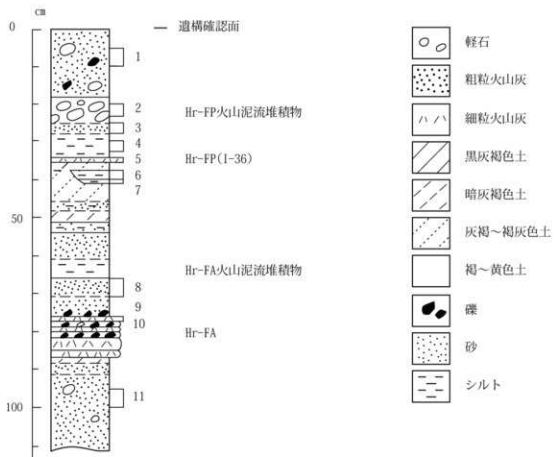 cm
0
遺構確認面
1
2
Hr-FP火山泥流堆積物
3
4
5
Hr-FP(1-36)
6
7
50
Hr-FA火山泥流堆積物
8
9
10
Hr-FA
11
100
軽石
粗粒火山灰
細粒火山灰
黒灰褐色土
暗灰褐色土
灰褐~褐灰色土
褐~黄色土
礫
砂
シルト